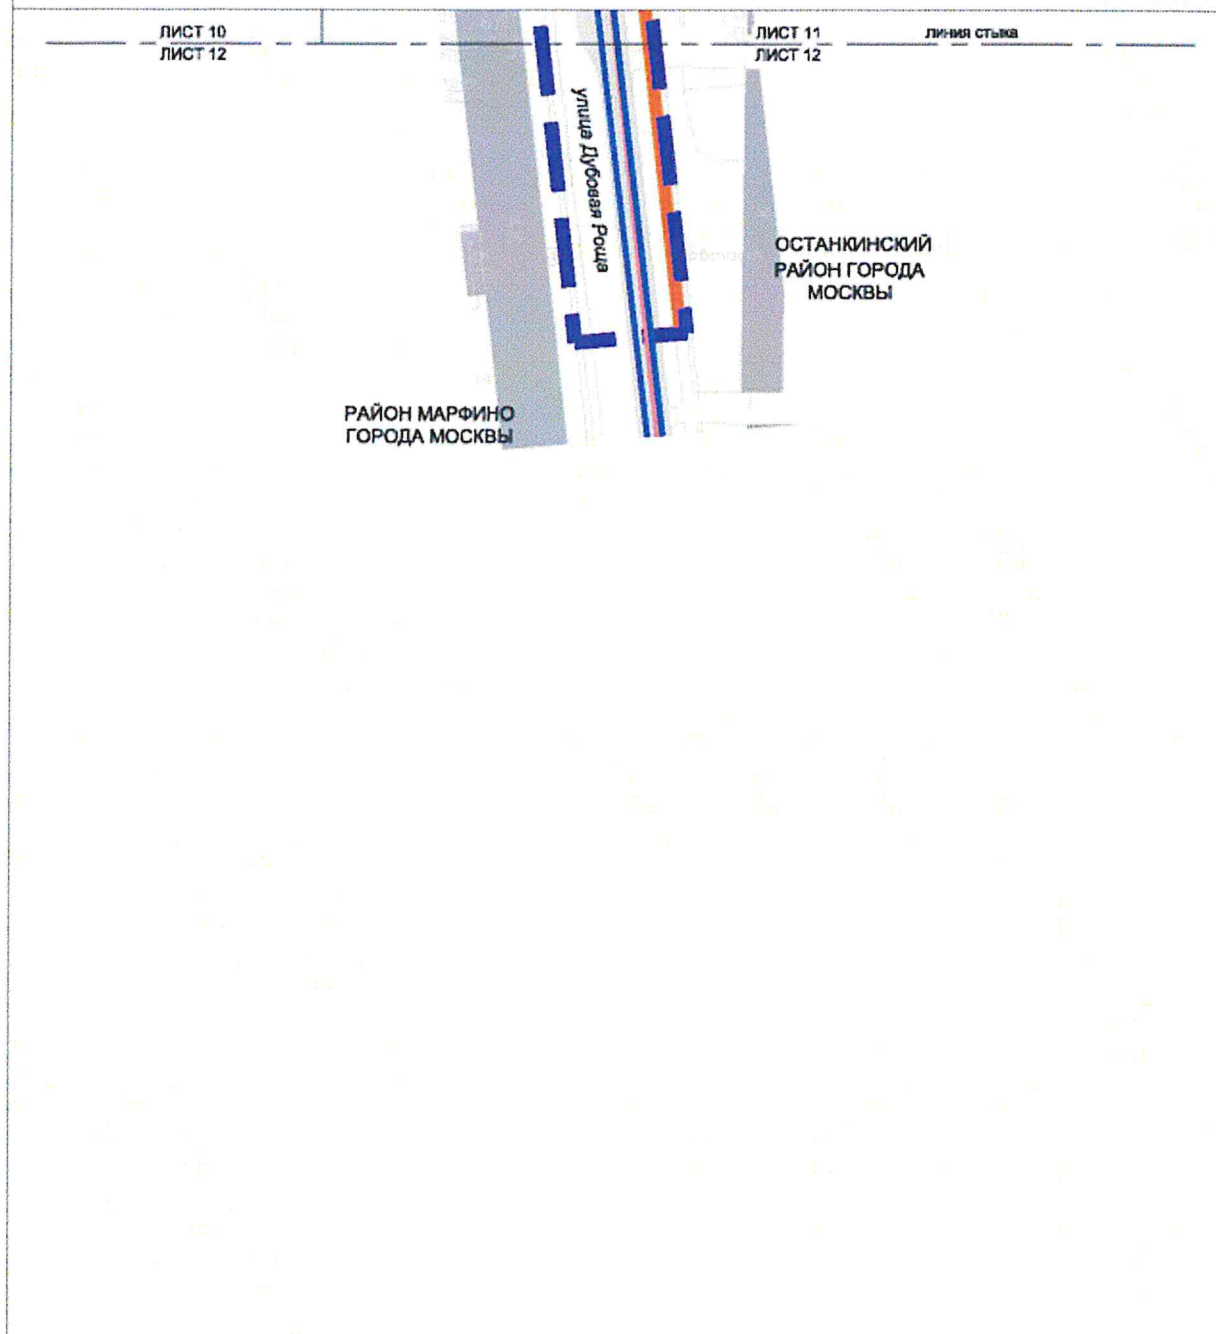 ЛИСТ 10
ЛИСТ 12
ЛИСТ 11
ЛИСТ 12
линия стыка
улица Дубовая Роща
ОСТАНКИНСКИЙ
РАЙОН ГОРОДА
МОСКВЫ
РАЙОН МАРФИНО
ГОРОДА МОСКВЫ